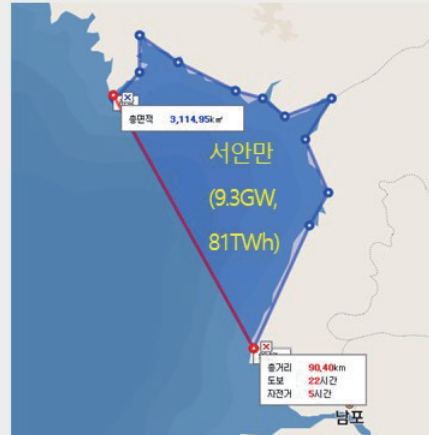 총면적 3,114,95㎢
서안만
(9.3GW,
81TWh)
총거리 90,40km
도보 22시간
자전거 5시간
남포